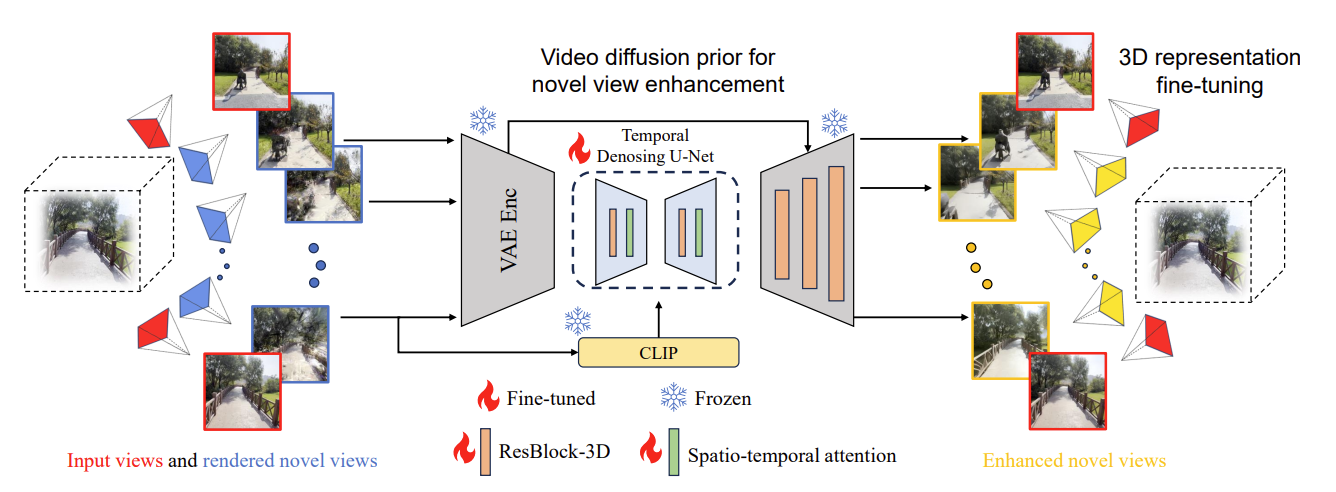 Video diffusion prior for
novel view enhancement
3D representation
fine-tuning
Temporal
Denosing U-Net
VAE Enc
CLIP
Fine-tuned
Frozen
ResBlock-3D
Spatio-temporal attention
Input views and rendered novel views
Enhanced novel views